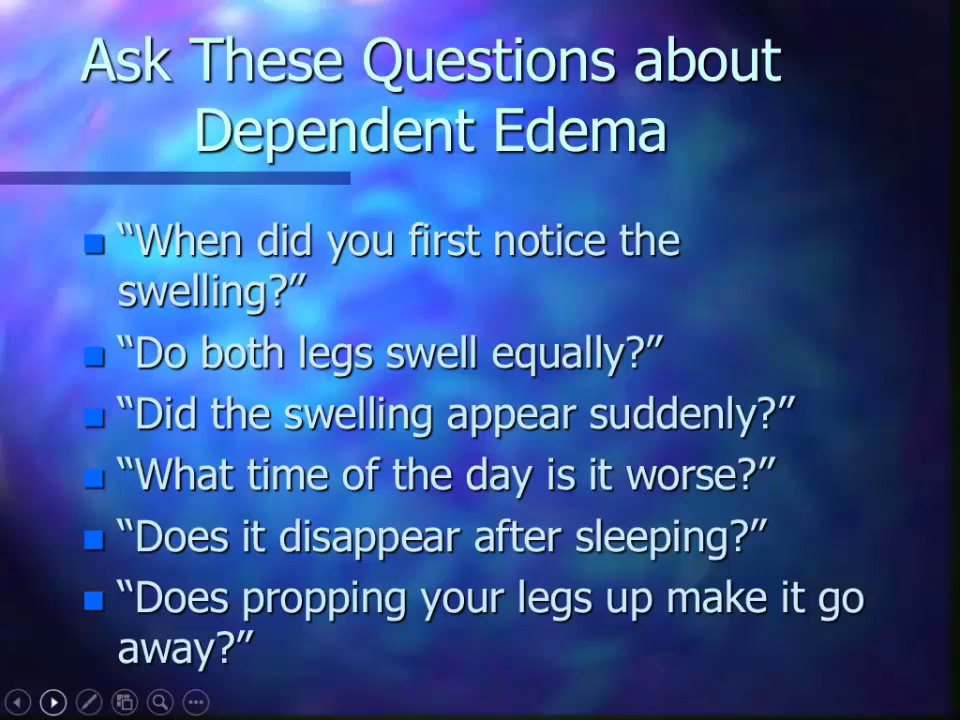 Ask These Questions about
Dependent Edema
“When did you first notice the
swelling?”
“Do both legs swell equally?”
“Did the swelling appear suddenly?”
“What time of the day is it worse?”
“Does it disappear after sleeping?”
“Does propping your legs up make it go
away?”